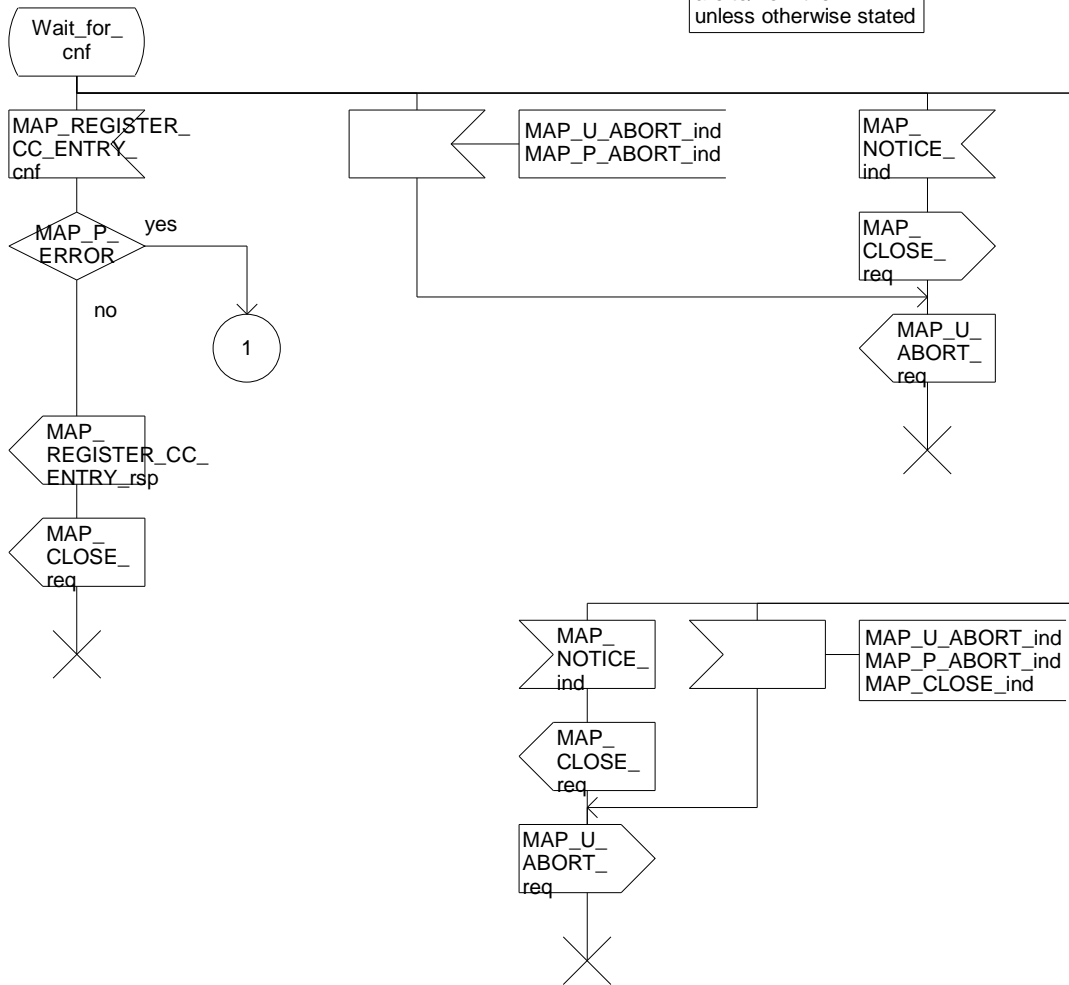 unless otherwise stated
Wait_for_
cnf
MAP_REGISTER_
CC_ENTRY_
cnf
MAP_U_ABORT_ind
MAP_P_ABORT_ind
MAP_
NOTICE_
ind
MAP_P_
ERROR
yes
no
1
MAP_
CLOSE_
req
MAP_U_
ABORT_
req
MAP_
REGISTER_CC_
ENTRY_rsp
MAP_
CLOSE_
req
MAP_
NOTICE_
ind
MAP_U_ABORT_ind
MAP_P_ABORT_ind
MAP_CLOSE_ind
MAP_
CLOSE_
req
MAP_U_
ABORT_
req